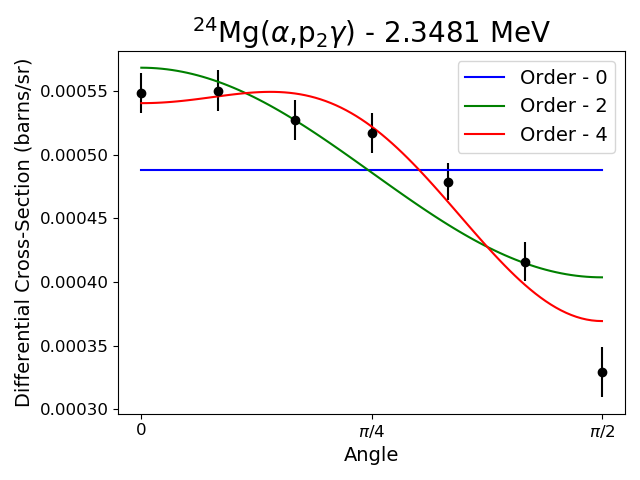 ²⁴Mg(α,p₂γ) - 2.3481 MeV
Order - 0
Order - 2
Order - 4
Differential Cross-Section (barns/sr)
0.00055
0.00050
0.00045
0.00040
0.00035
0.00030
0 π/4 π/2
Angle